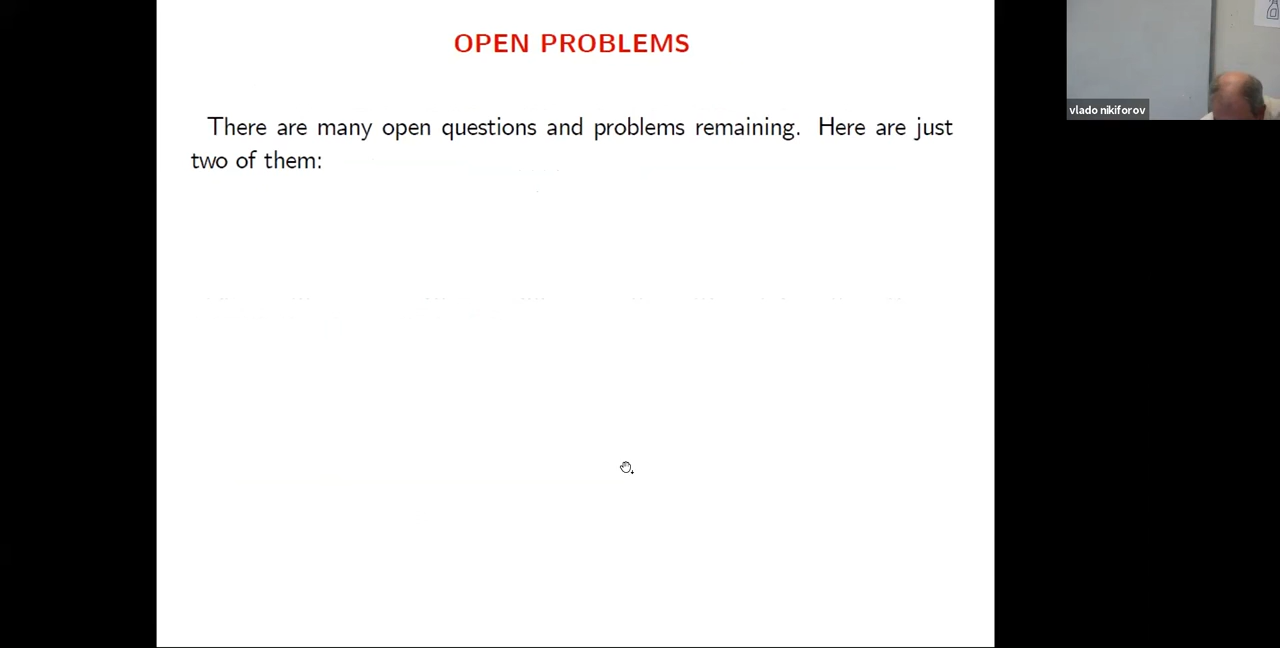 OPEN PROBLEMS
There are many open questions and problems remaining. Here are just
two of them:
vlado nikiforov